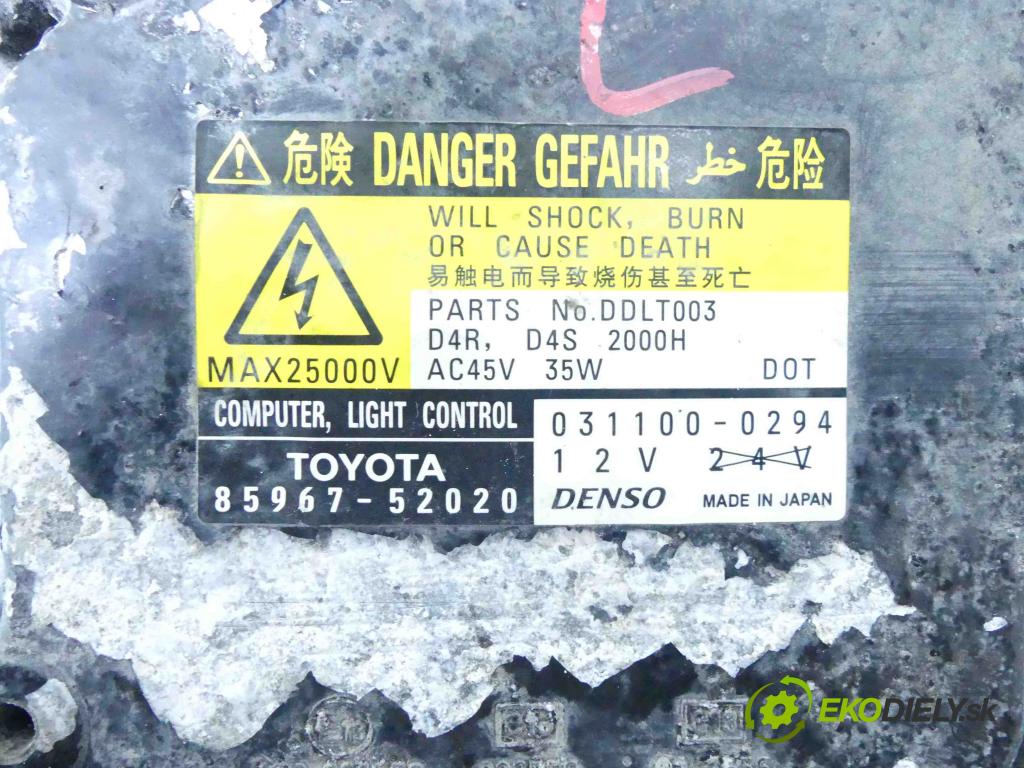 L
危険 DANGER GEFAHR خطر 危险
WILL SHOCK, BURN
OR CAUSE DEATH
易触电而导致烧伤甚至死亡
MAX25000V
PARTS No.DDLT003
D4R, D4S 2000H
AC45V 35W DOT
COMPUTER, LIGHT CONTROL
TOYOTA
85967-52020
031100-0294
12V 24V
DENSO MADE IN JAPAN
EKODIELY.sk